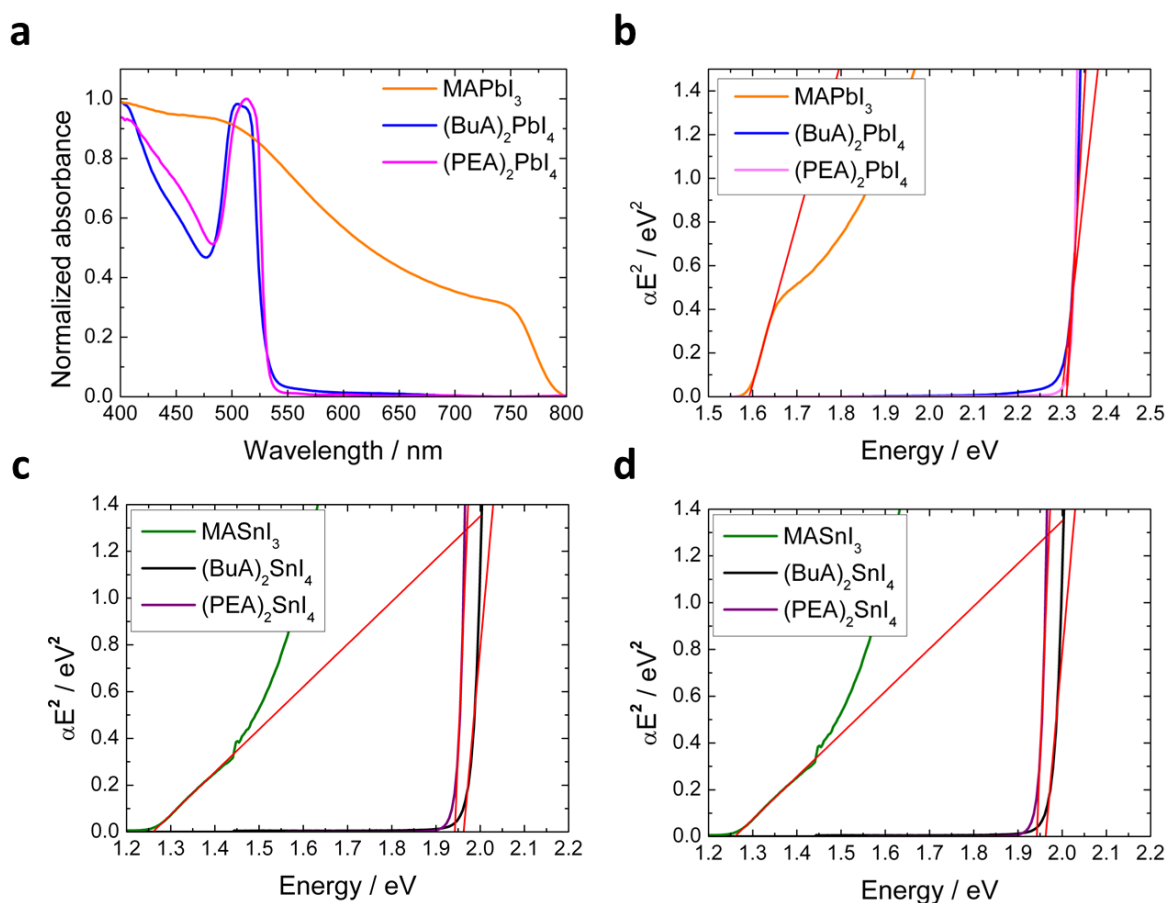 a
Normalized absorbance
1.0
0.8
0.6
0.4
0.2
0.0
MAPbI₃
(BuA)₂PbI₄
(PEA)₂PbI₄
400 450 500 550 600 650 700 750 800
Wavelength / nm
b
αE² / eV²
1.4
1.2
1.0
0.8
0.6
0.4
0.2
0.0
MAPbI₃
(BuA)₂PbI₄
(PEA)₂PbI₄
1.5 1.6 1.7 1.8 1.9 2.0 2.1 2.2 2.3 2.4 2.5
Energy / eV
c
αE² / eV²
1.4
1.2
1.0
0.8
0.6
0.4
0.2
0.0
MASnI₃
(BuA)₂SnI₄
(PEA)₂SnI₄
1.2 1.3 1.4 1.5 1.6 1.7 1.8 1.9 2.0 2.1 2.2
Energy / eV
d
αE² / eV²
1.4
1.2
1.0
0.8
0.6
0.4
0.2
0.0
MASnI₃
(BuA)₂SnI₄
(PEA)₂SnI₄
1.2 1.3 1.4 1.5 1.6 1.7 1.8 1.9 2.0 2.1 2.2
Energy / eV